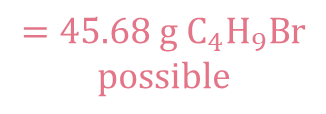 = 45.68 g C₄H₉Br
possible